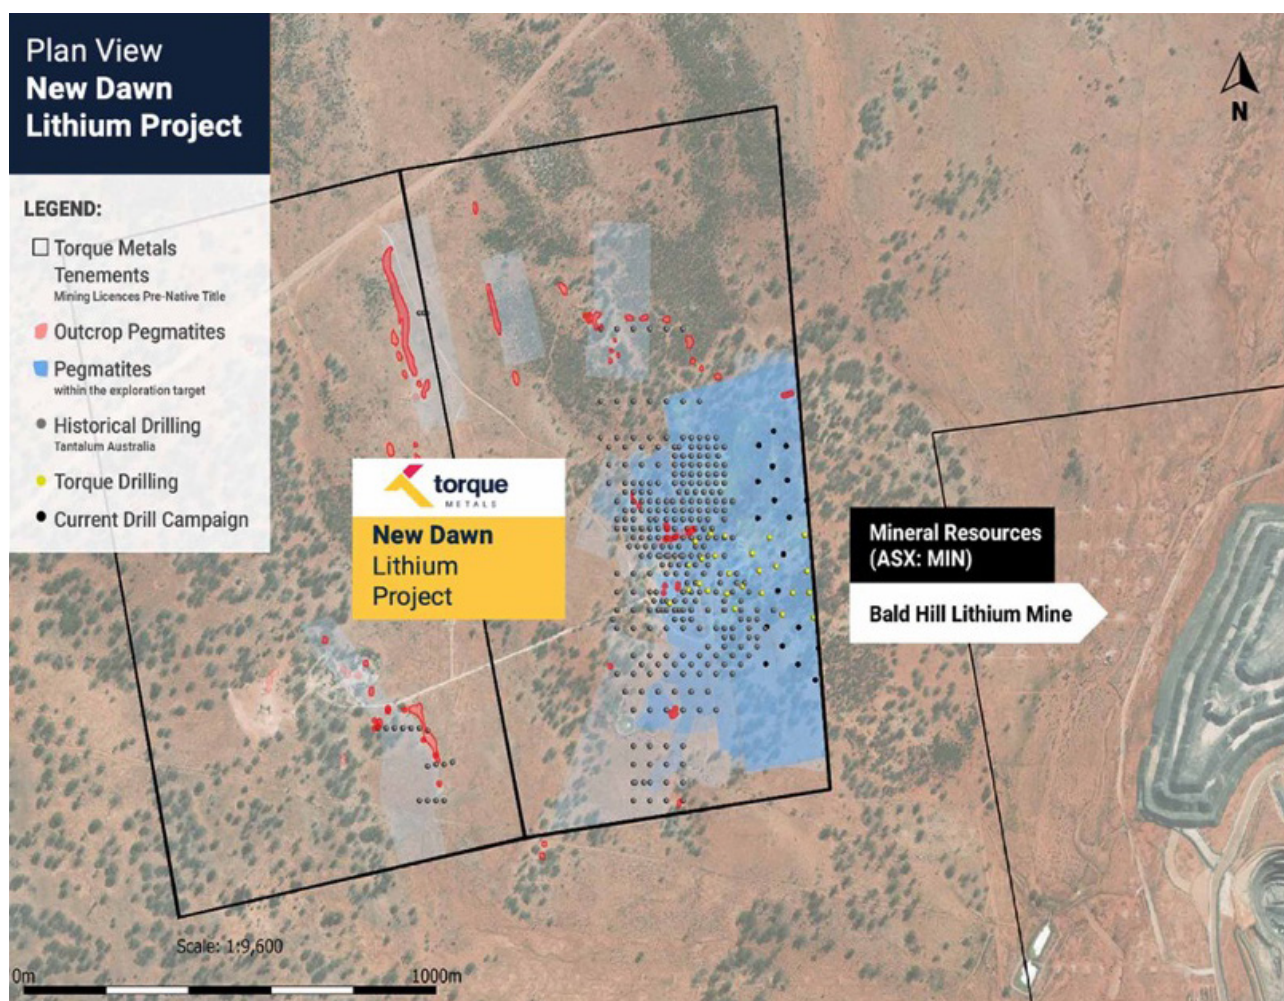 Plan View
New Dawn
Lithium Project
LEGEND:
Torque Metals
Tenements
Mining Licences Pre-Native Title
Outcrop Pegmatites
Pegmatites
within the exploration target
Historical Drilling
Tantalum Australia
Torque Drilling
Current Drill Campaign
N
torque
METALS
New Dawn
Lithium
Project
Mineral Resources
(ASX: MIN)
Bald Hill Lithium Mine
Scale: 1:9,600
0m
1000m